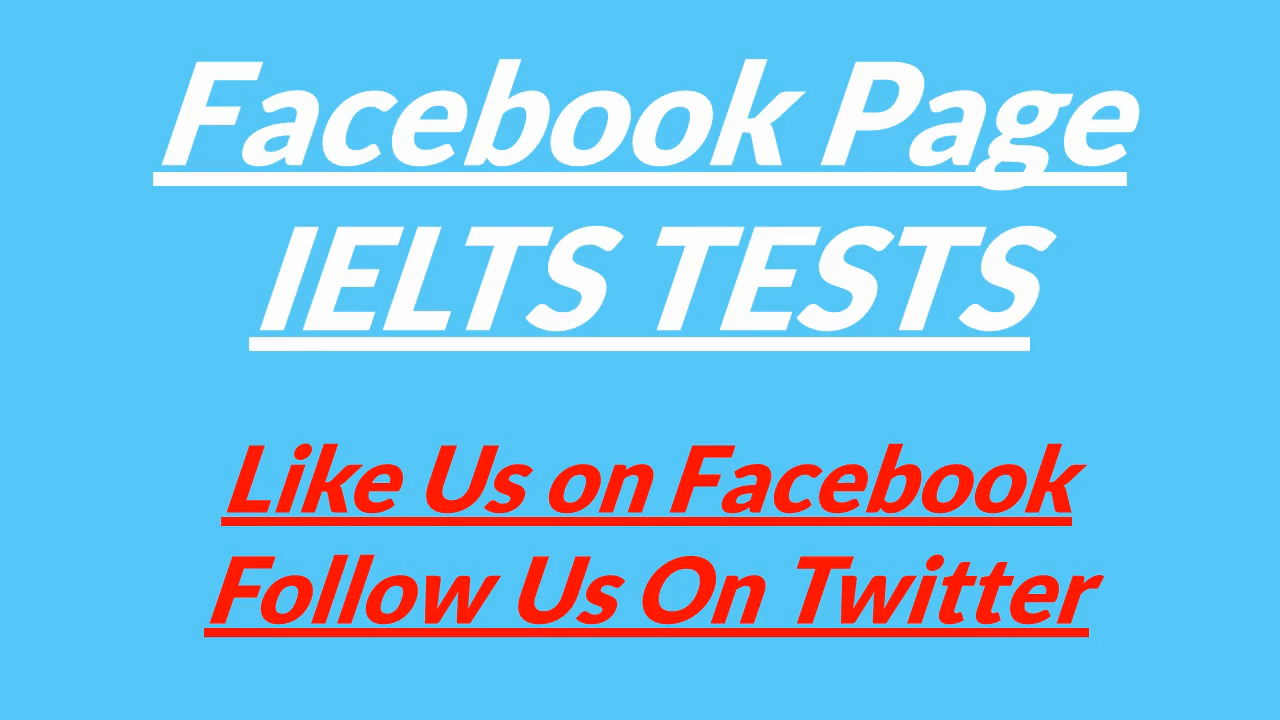 Facebook Page
IELTS TESTS
Like Us on Facebook
Follow Us On Twitter